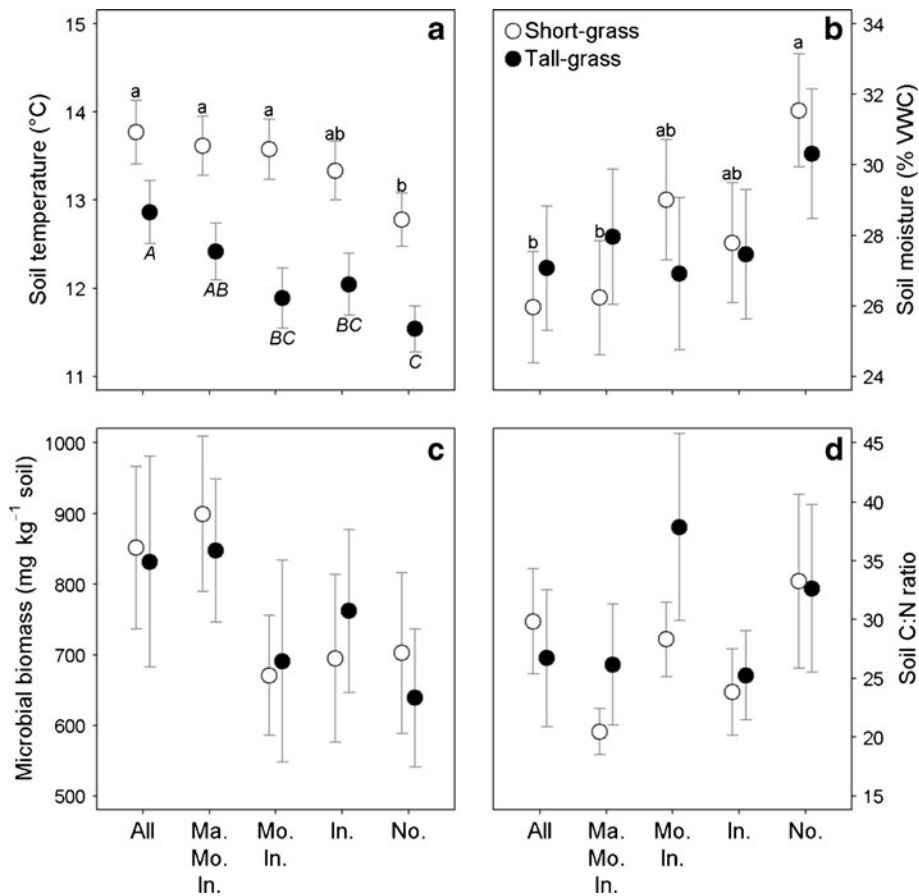 a
Soil temperature (°C)
15
14
13
12
11
a
a
a
ab
b
A
AB
BC
BC
C
b
Short-grass
Tall-grass
Soil moisture (% VWC)
34
32
30
28
26
24
b
b
ab
ab
a
c
Microbial biomass (mg kg⁻¹ soil)
1000
900
800
700
600
500
All
Ma.
Mo.
In.
Mo.
In.
In.
No.
d
Soil C:N ratio
45
40
35
30
25
20
15
All
Ma.
Mo.
In.
Mo.
In.
In.
No.